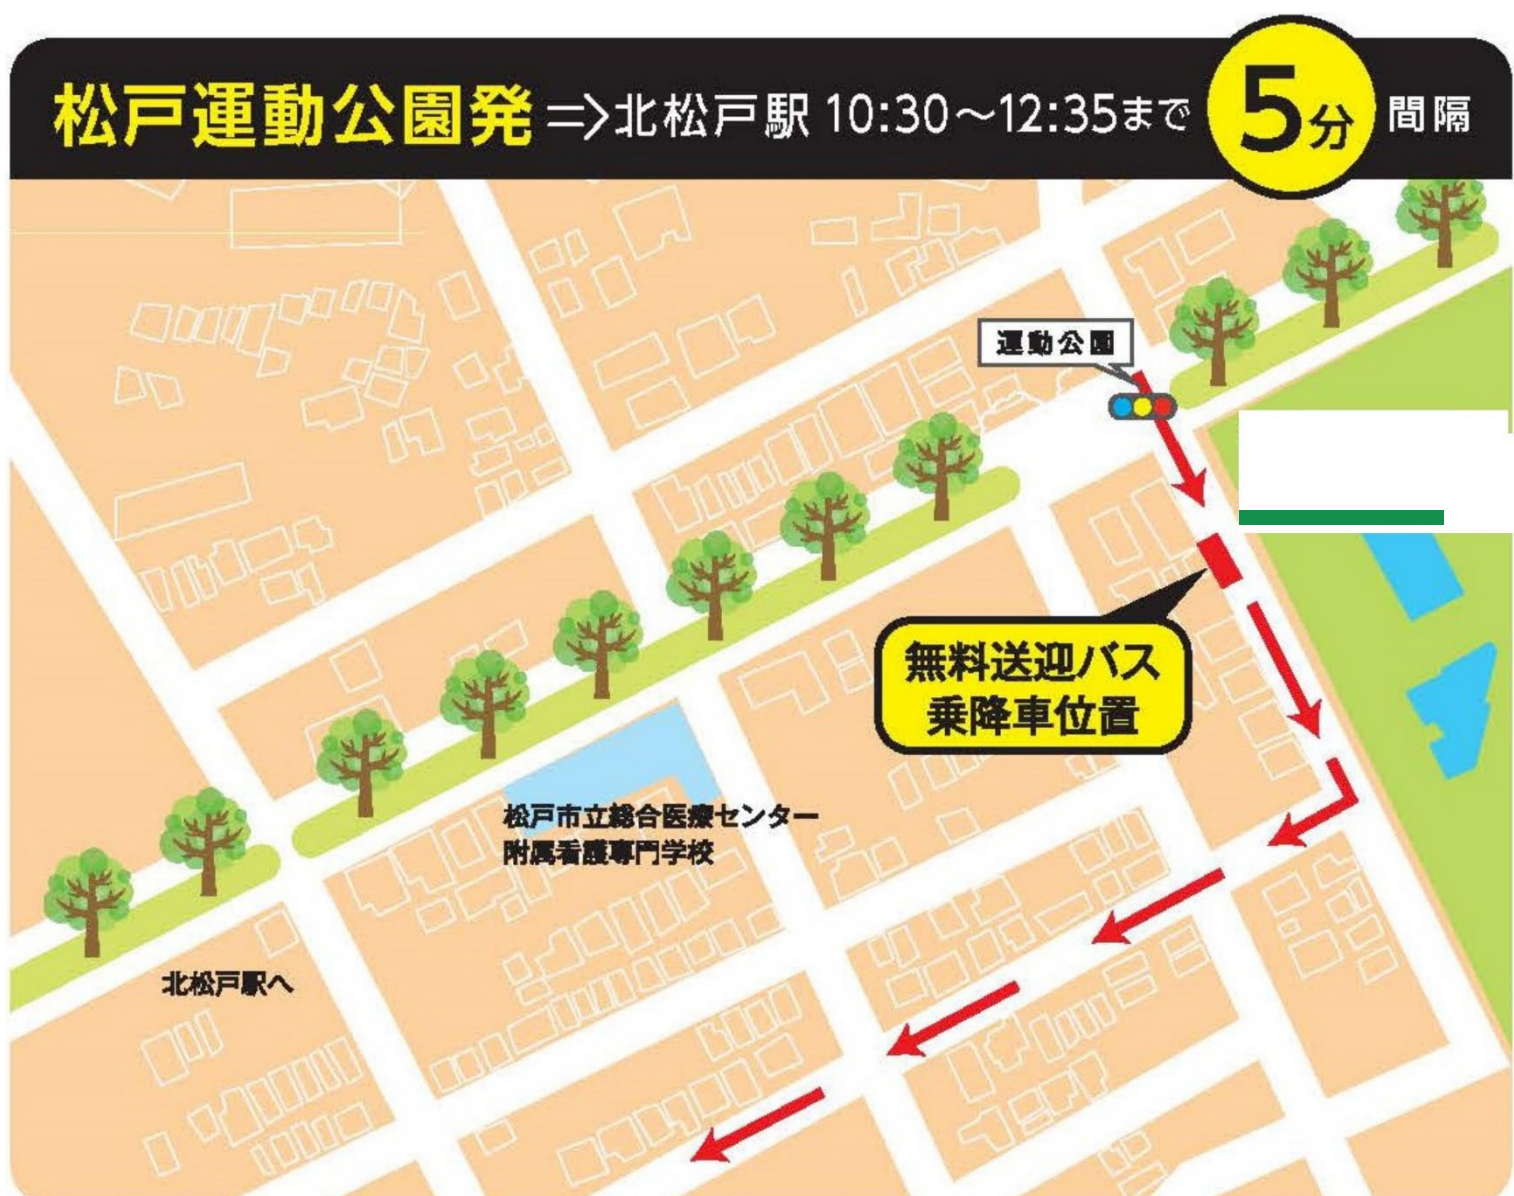 松戸運動公園発⇒北松戸駅 10:30～12:35まで 5分 間隔
運動公園
無料送迎バス
乗降車位置
松戸市立総合医療センター
附属看護専門学校
北松戸駅へ